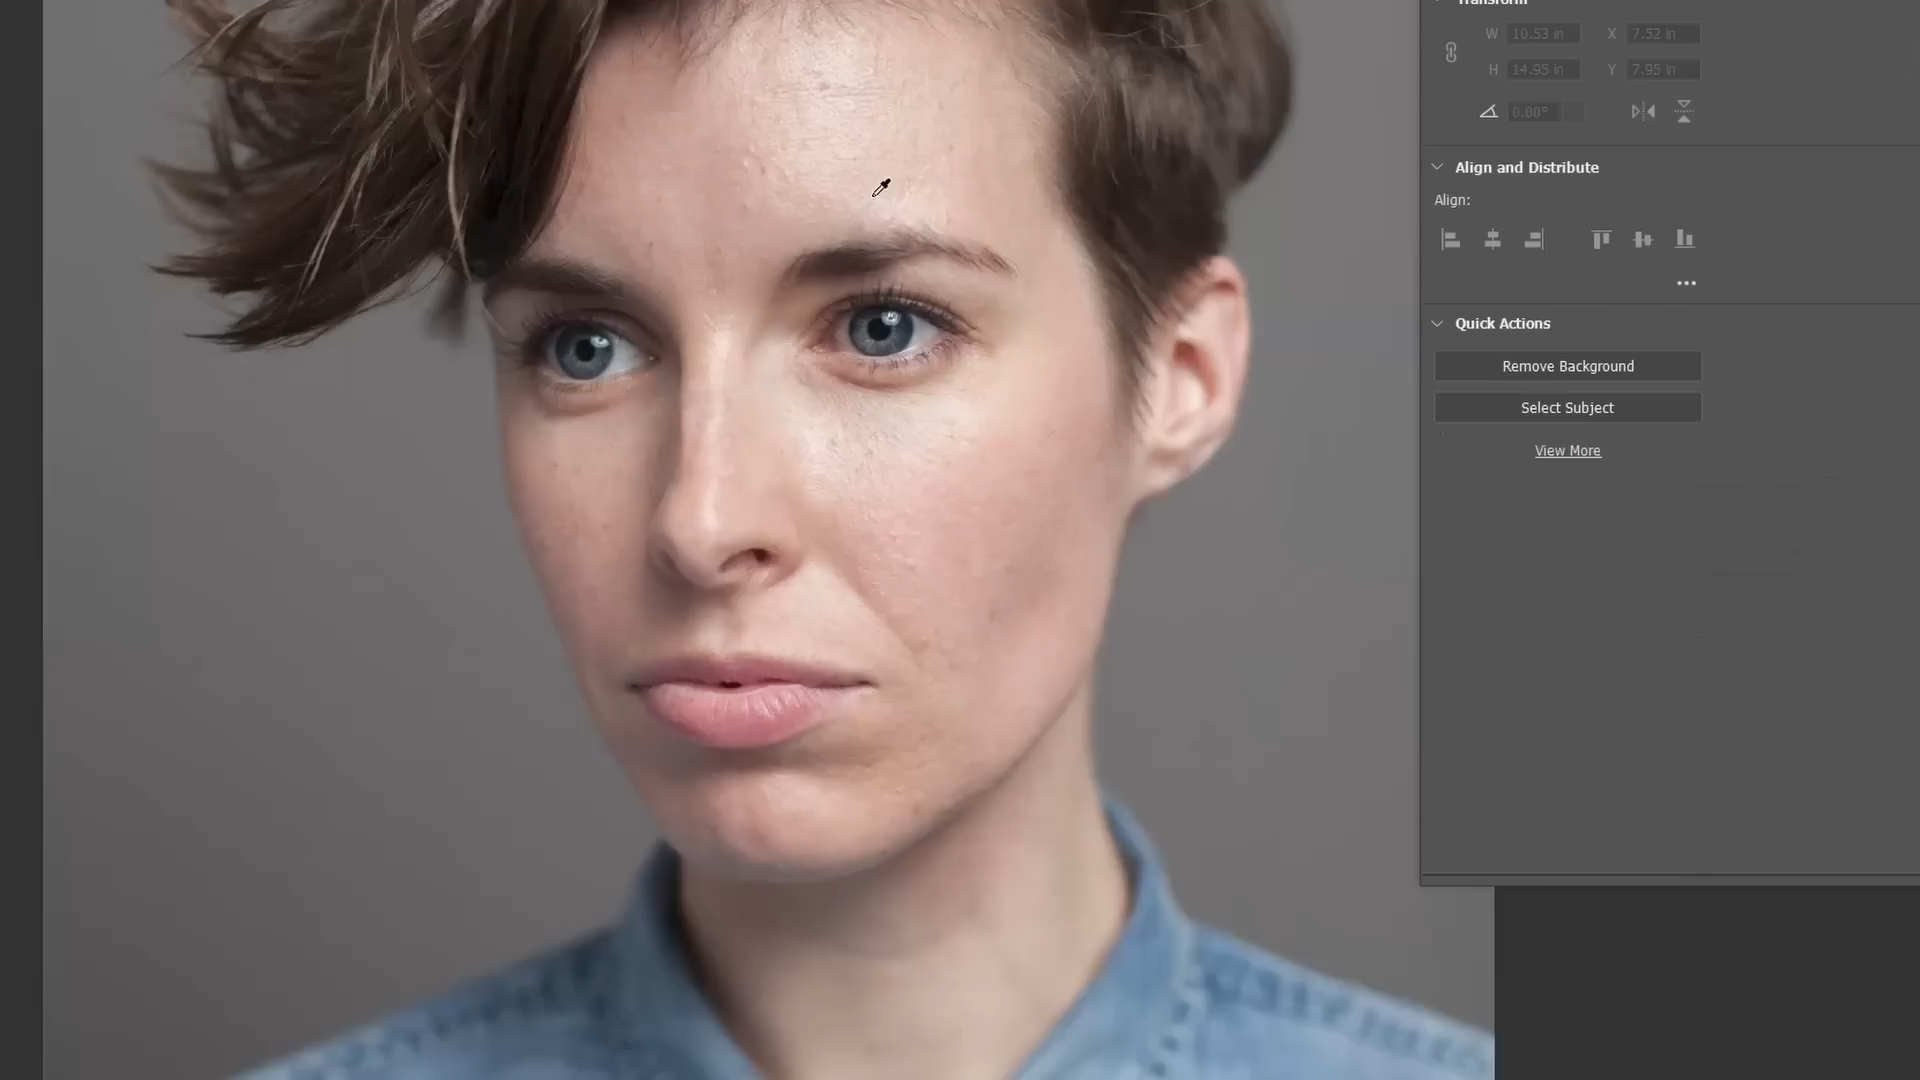 Transform
W 10.53 in X 7.52 in
H 14.95 in Y 7.95 in
0.00°
Align and Distribute
Align:
Quick Actions
Remove Background
Select Subject
View More